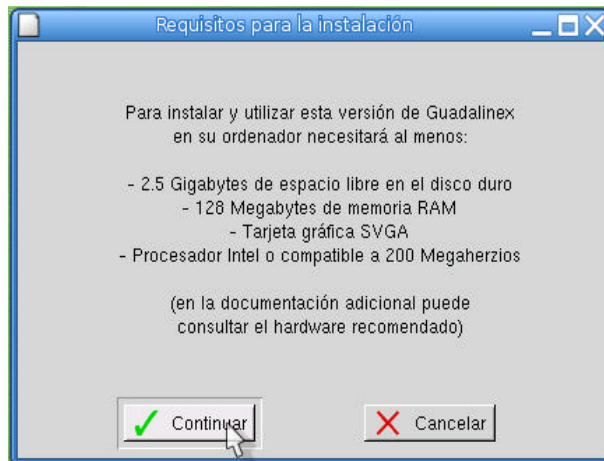 Requisitos para la instalación
Para instalar y utilizar esta versión de Guadalinex
en su ordenador necesitará al menos:
- 2.5 Gigabytes de espacio libre en el disco duro
- 128 Megabytes de memoria RAM
- Tarjeta gráfica SVGA
- Procesador Intel o compatible a 200 Megaherzios
(en la documentación adicional puede
consultar el hardware recomendado)
Continuar
Cancelar